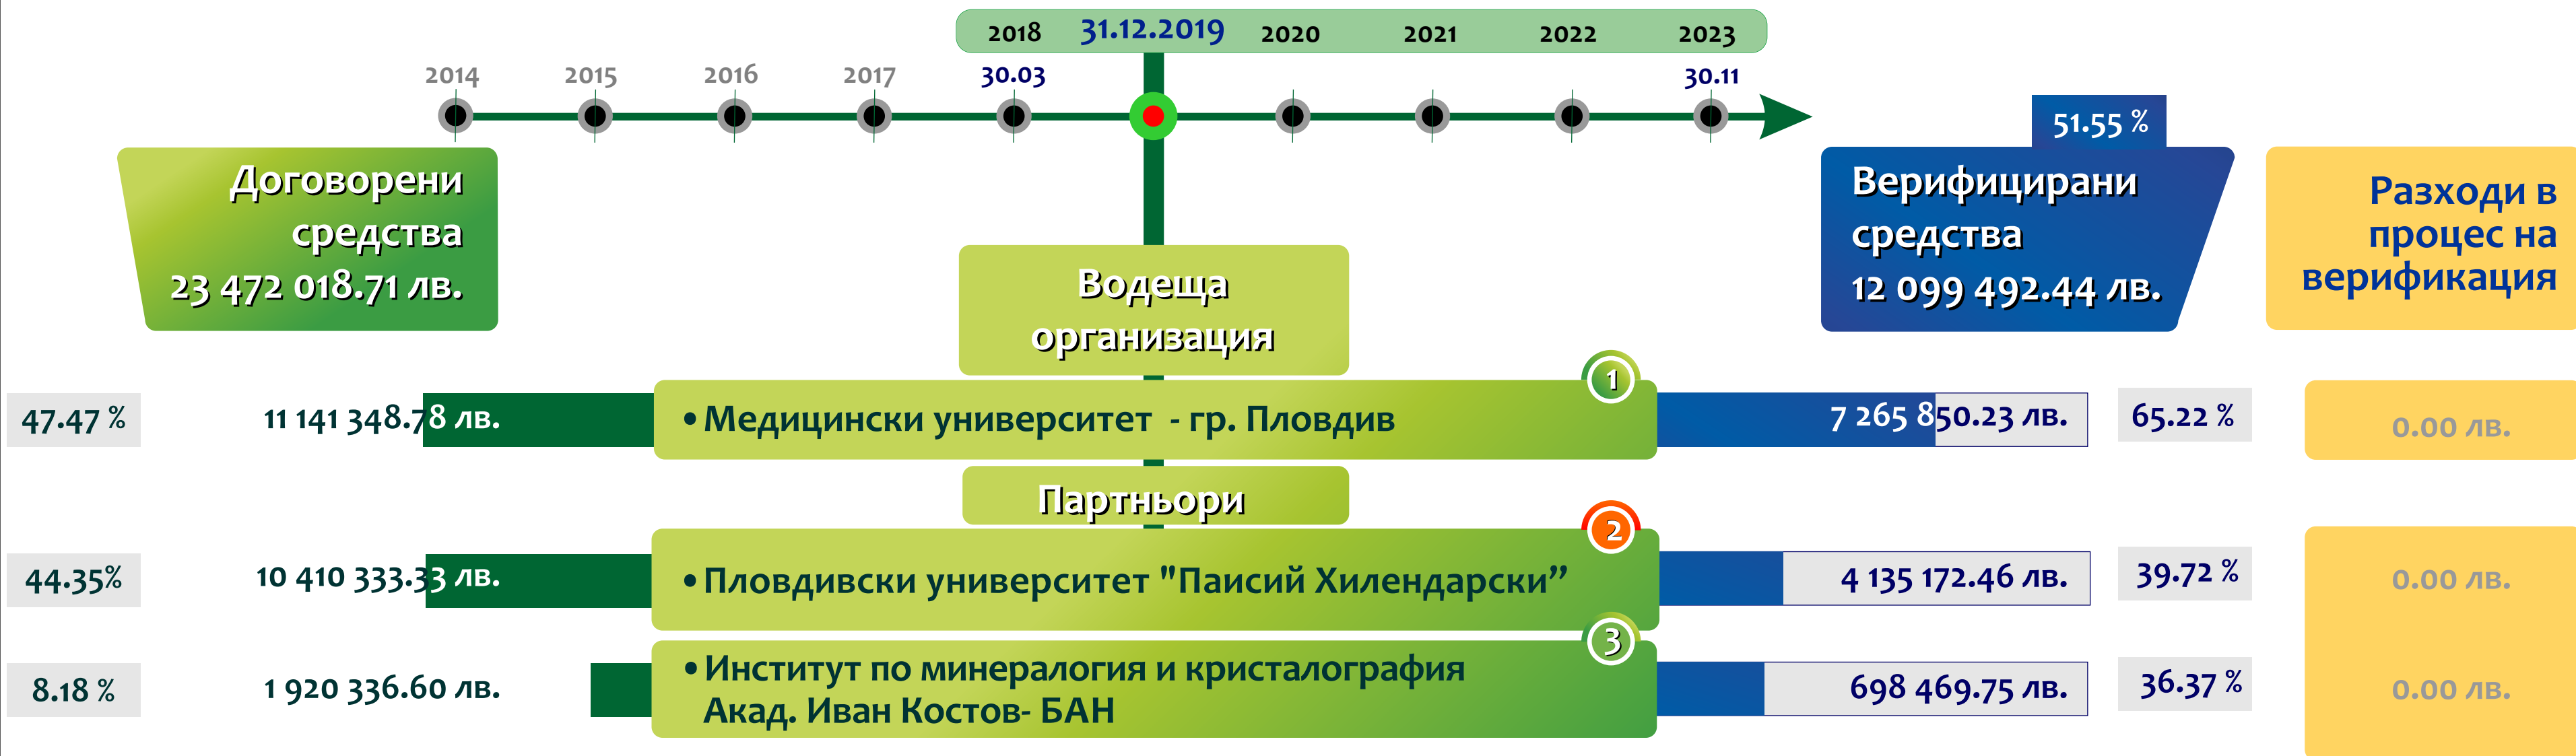 2018 31.12.2019 2020 2021 2022 2023
2014 2015 2016 2017 30.03 30.11
51.55 %
Договорени
средства
23 472 018.71 лв.
Водеща
организация
Верифицирани
средства
12 099 492.44 лв.
Разходи в
процес на
верификация
1
47.47 % 11 141 348.78 лв. •Медицински университет - гр. Пловдив 7 265 850.23 лв. 65.22 % 0.00 лв.
Партньори
2
44.35% 10 410 333.33 лв. •Пловдивски университет "Паисий Хилендарски” 4 135 172.46 лв. 39.72 % 0.00 лв.
3
8.18 % 1 920 336.60 лв. •Институт по минералогия и кристалография 698 469.75 лв. 36.37 % 0.00 лв.
Акад. Иван Костов- БАН